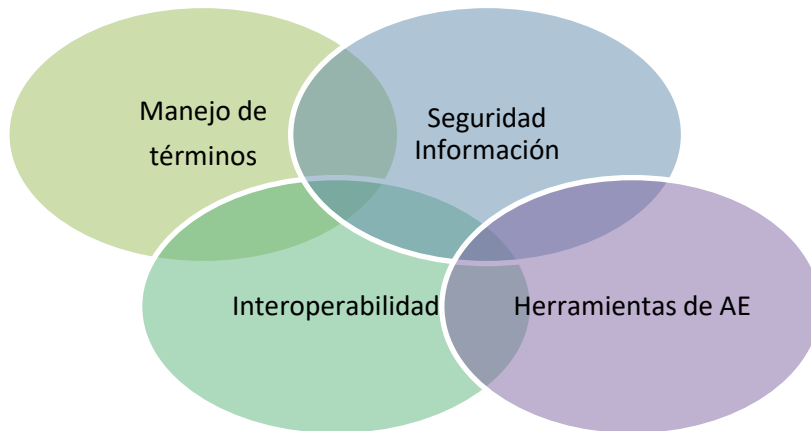 Manejo de
términos
Seguridad
Información
Interoperabilidad
Herramientas de AE